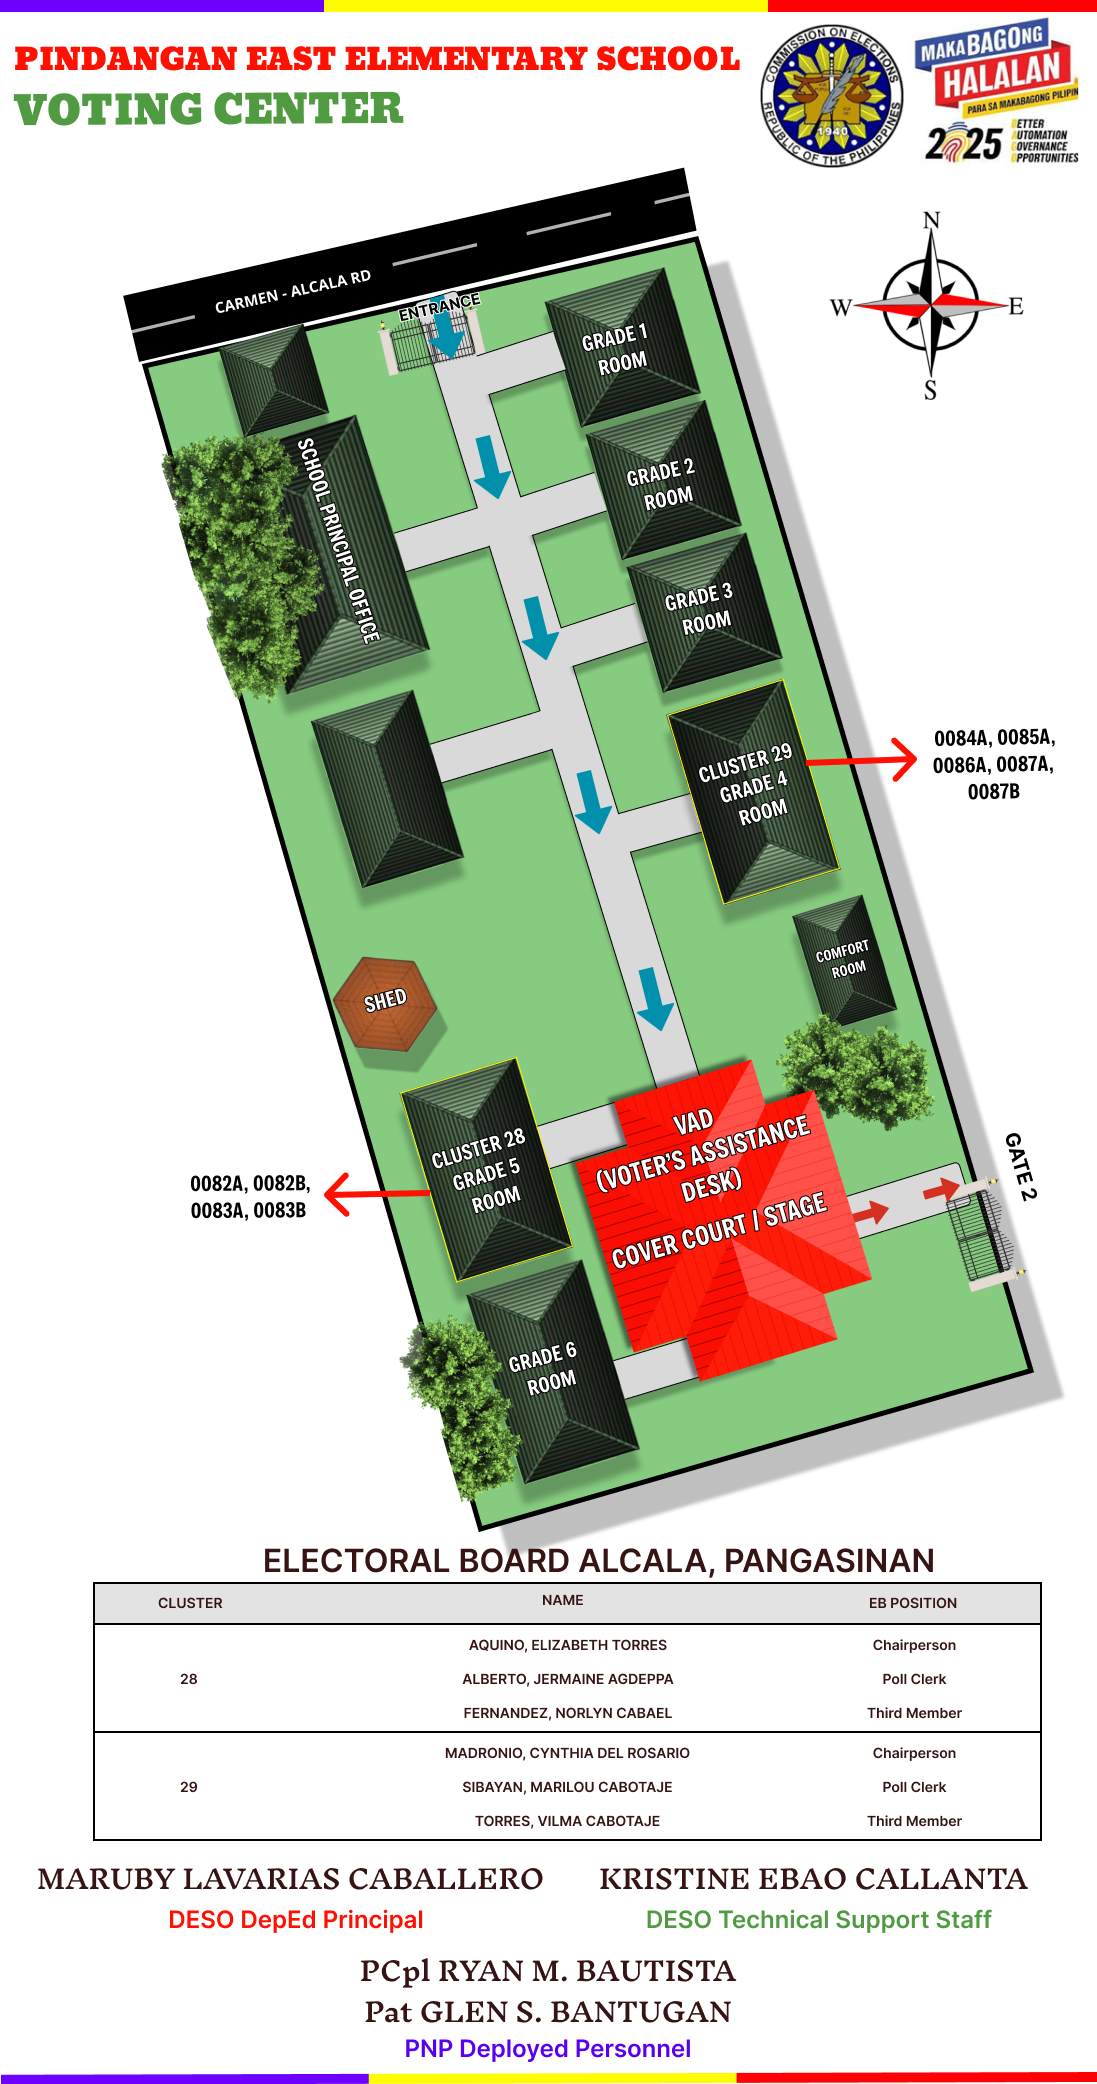 PINDANGAN EAST ELEMENTARY SCHOOL
VOTING CENTER
COMMISSION ON ELECTIONS
1940
REPUBLIC OF THE PHILIPPINES
MAKABAGONG
HALALAN
PARA SA MAKABAGONG PILIPIN
2025
BETTER
AUTOMATION
GOVERNANCE
OPPORTUNITIES
N
W
E
S
CARMEN - ALCALA RD
ENTRANCE
GRADE 1
ROOM
SCHOOL PRINCIPAL OFFICE
GRADE 2
ROOM
GRADE 3
ROOM
CLUSTER 29
GRADE 4
ROOM
0084A, 0085A,
0086A, 0087A,
0087B
COMFORT
ROOM
SHED
CLUSTER 28
GRADE 5
ROOM
0082A, 0082B,
0083A, 0083B
VAD
(VOTER'S ASSISTANCE
DESK)
COVER COURT / STAGE
GATE 2
GRADE 6
ROOM
ELECTORAL BOARD ALCALA, PANGASINAN
CLUSTER NAME EB POSITION
AQUINO, ELIZABETH TORRES Chairperson
28 ALBERTO, JERMAINE AGDEPPA Poll Clerk
FERNANDEZ, NORLYN CABAEL Third Member
MADRONIO, CYNTHIA DEL ROSARIO Chairperson
29 SIBAYAN, MARILOU CABOTAJE Poll Clerk
TORRES, VILMA CABOTAJE Third Member
MARUBY LAVARIAS CABALLERO
DESO DepEd Principal
KRISTINE EBAO CALLANTA
DESO Technical Support Staff
PCpl RYAN M. BAUTISTA
Pat GLEN S. BANTUGAN
PNP Deployed Personnel